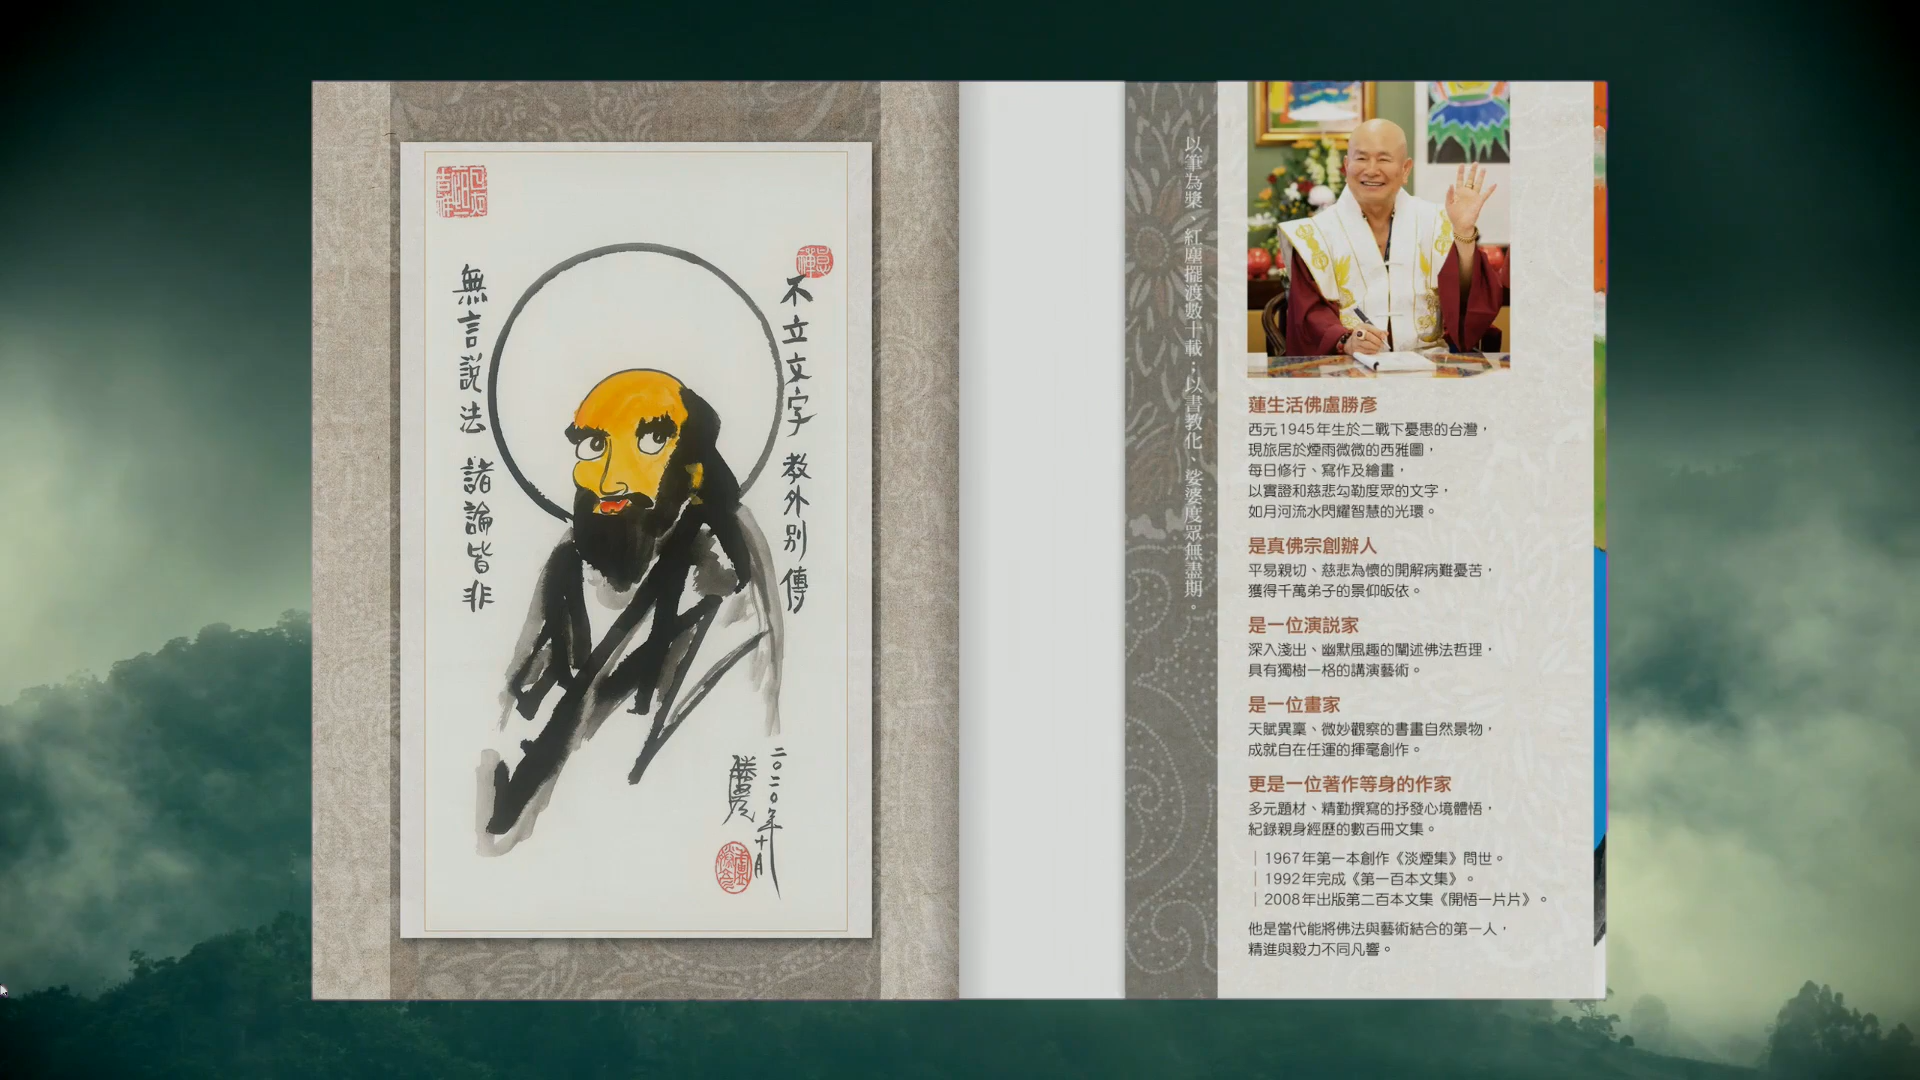 不立文字 教外別傳
無言說法 諸論皆非
二〇二〇年十月
勝彥
以筆為槳、紅塵擺渡數十載；以書教化、娑婆度眾無盡期。
蓮生活佛盧勝彥
西元1945年生於二戰下憂患的台灣，
現旅居於煙雨微微的西雅圖，
每日修行、寫作及繪畫，
以實證和慈悲勾勒度眾的文字，
如月河流水閃耀智慧的光環。
是真佛宗創辦人
平易親切、慈悲為懷的開解病難憂苦，
獲得千萬弟子的景仰皈依。
是一位演說家
深入淺出、幽默風趣的闡述佛法哲理，
具有獨樹一格的講演藝術。
是一位畫家
天賦異稟、微妙觀察的書畫自然景物，
成就自在任運的揮毫創作。
更是一位著作等身的作家
多元題材、精勤撰寫的抒發心境體悟，
紀錄親身經歷的數百冊文集。
｜1967年第一本創作《淡煙集》問世。
｜1992年完成《第一百本文集》。
｜2008年出版第二百本文集《開悟一片片》。
他是當代能將佛法與藝術結合的第一人，
精進與毅力不同凡響。